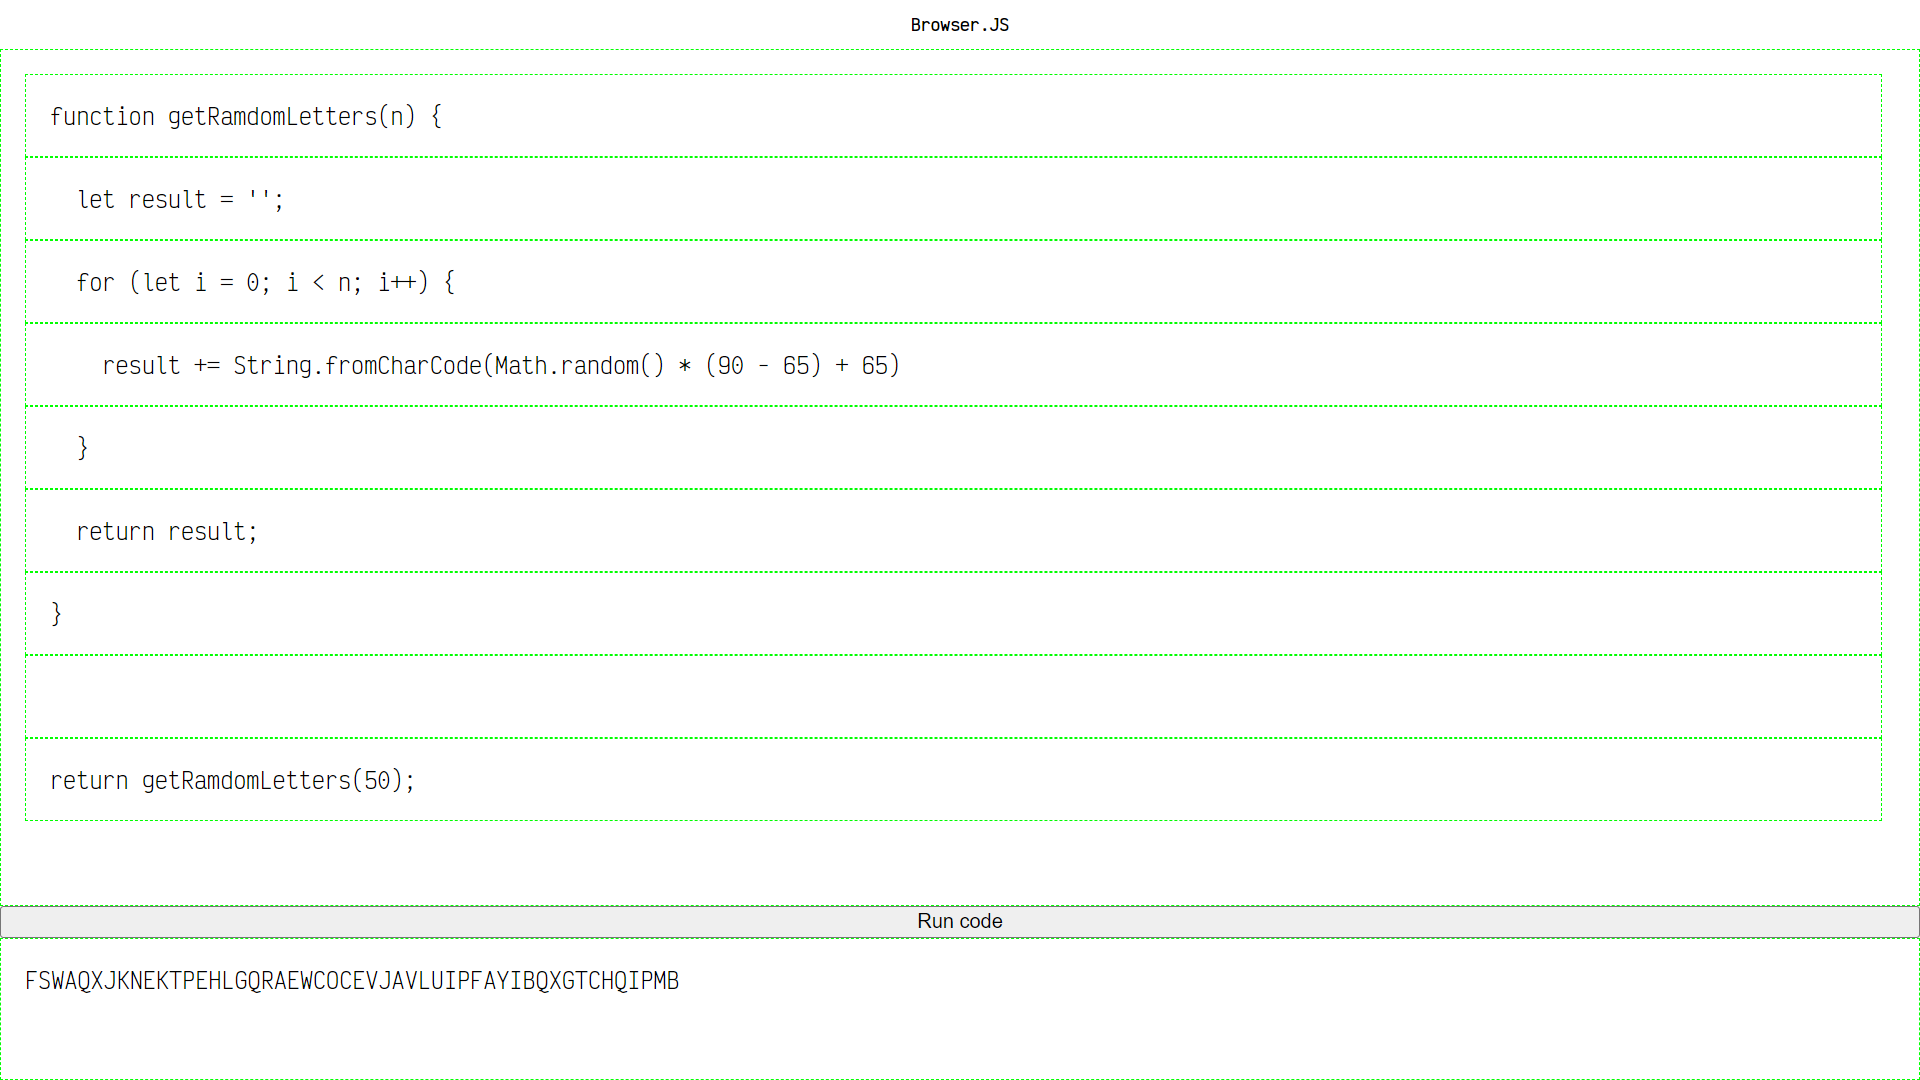 Browser.JS
function getRamdomLetters(n) {
let result = '';
for (let i = 0; i < n; i++) {
result += String.fromCharCode(Math.random() * (90 - 65) + 65)
}
return result;
}
return getRamdomLetters(50);
Run code
FSWAQXJKNEKTPEHLGQRAEWCOCEVJAVLUIPFAYIBQXGTCHQIPMB